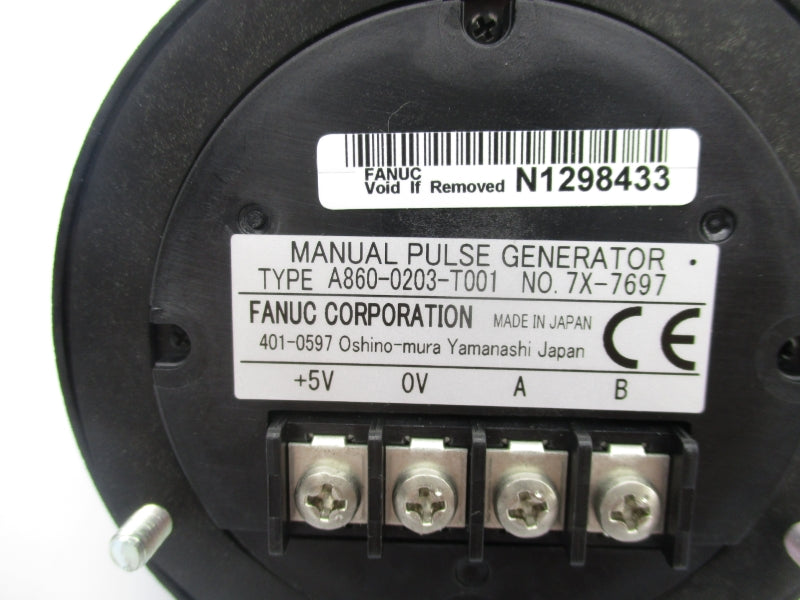 FANUC
Void If Removed N1298433
MANUAL PULSE GENERATOR
TYPE A860-0203-T001 NO. 7X-7697
FANUC CORPORATION MADE IN JAPAN CE
401-0597 Oshino-mura Yamanashi Japan
+5V 0V A B